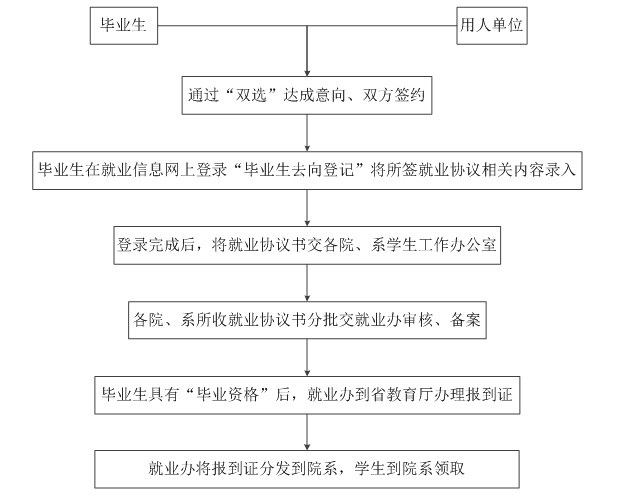 毕业生
用人单位
通过“双选”达成意向、双方签约
毕业生在就业信息网上登录“毕业生去向登记”将所签就业协议相关内容录入
登录完成后，将就业协议书交各院、系学生工作办公室
各院、系所收就业协议书分批交就业办审核、备案
毕业生具有“毕业资格”后，就业办到省教育厅办理报到证
就业办将报到证分发到院系，学生到院系领取